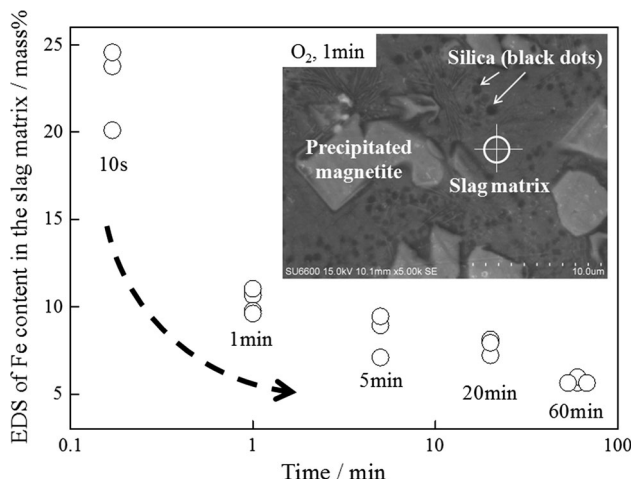 EDS of Fe content in the slag matrix / mass%
25
20
15
10
5
0.1
1
10
100
Time / min
10s
1min
5min
20min
60min
O2, 1min
Silica (black dots)
Precipitated
magnetite
Slag matrix
SU6600 15.0kV 10.1mm x5.00k SE
10.0um